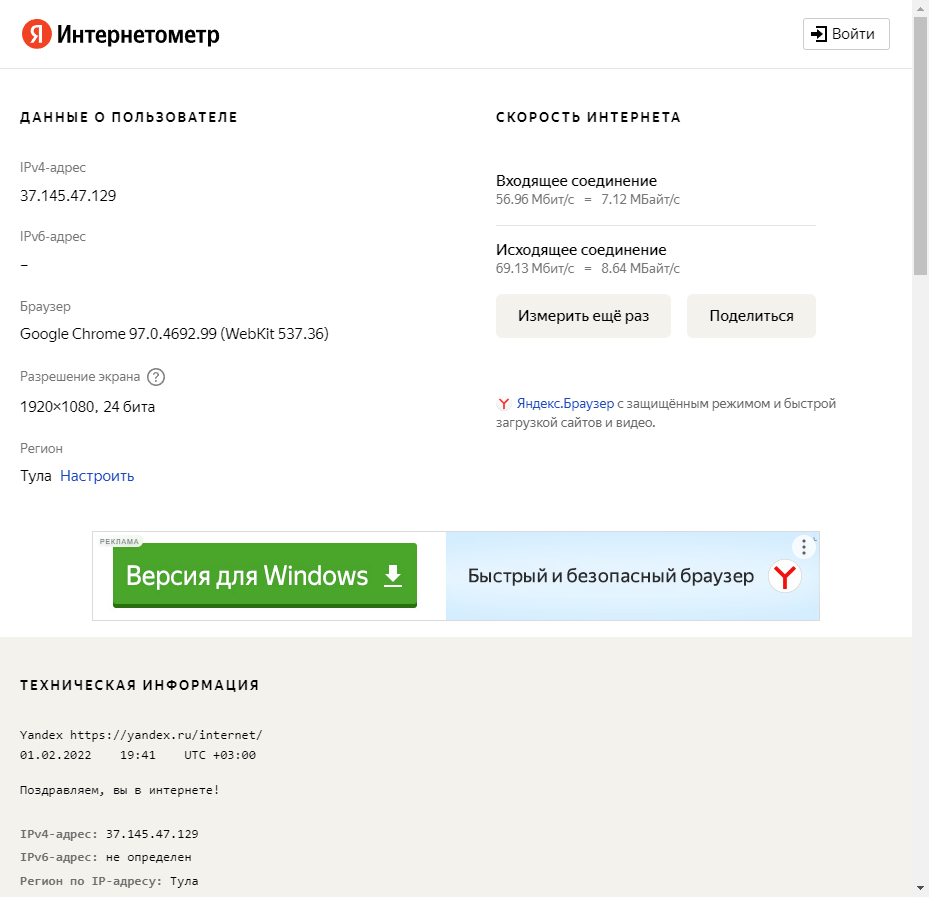 Я Интернетометр
Войти
ДАННЫЕ О ПОЛЬЗОВАТЕЛЕ
IPv4-адрес
37.145.47.129
IPv6-адрес
–
Браузер
Google Chrome 97.0.4692.99 (WebKit 537.36)
Разрешение экрана ?
1920×1080, 24 бита
Регион
Тула Настроить
СКОРОСТЬ ИНТЕРНЕТА
Входящее соединение
56.96 Мбит/с = 7.12 МБайт/с
Исходящее соединение
69.13 Мбит/с = 8.64 МБайт/с
Измерить ещё раз
Поделиться
Яндекс.Браузер с защищённым режимом и быстрой
загрузкой сайтов и видео.
РЕКЛАМА
Версия для Windows
Быстрый и безопасный браузер
ТЕХНИЧЕСКАЯ ИНФОРМАЦИЯ
Yandex https://yandex.ru/internet/
01.02.2022 19:41 UTC +03:00
Поздравляем, вы в интернете!
IPv4-адрес: 37.145.47.129
IPv6-адрес: не определен
Регион по IP-адресу: Тула